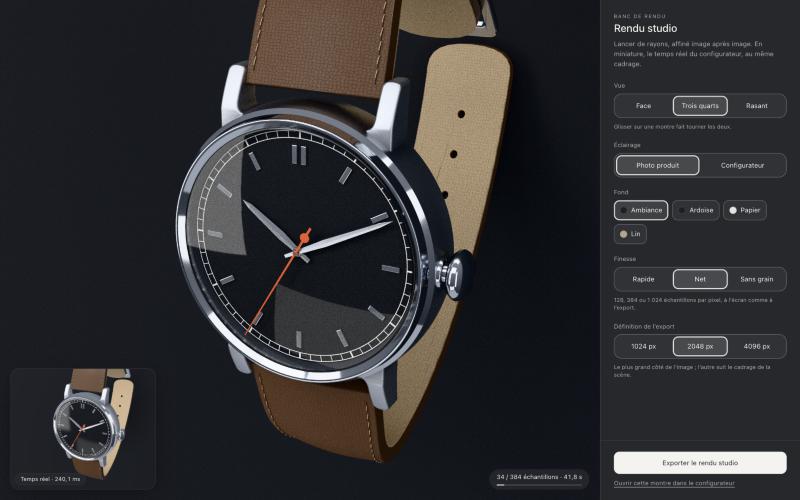 BANC DE RENDU
Rendu studio
Lancer de rayons, affiné image après image. En
miniature, le temps réel du configurateur, au même
cadrage.
Vue
Face
Trois quarts
Rasant
Glisser sur une montre fait tourner les deux.
Éclairage
Photo produit
Configurateur
Fond
Ambiance
Ardoise
Papier
Lin
Finesse
Rapide
Net
Sans grain
128, 384 ou 1 024 échantillons par pixel, à l'écran comme à
l'export.
Définition de l'export
1024 px
2048 px
4096 px
Le plus grand côté de l'image ; l'autre suit le cadrage de la
scène.
Temps réel · 240,1 ms
34 / 384 échantillons · 41,8 s
Exporter le rendu studio
Ouvrir cette montre dans le configurateur